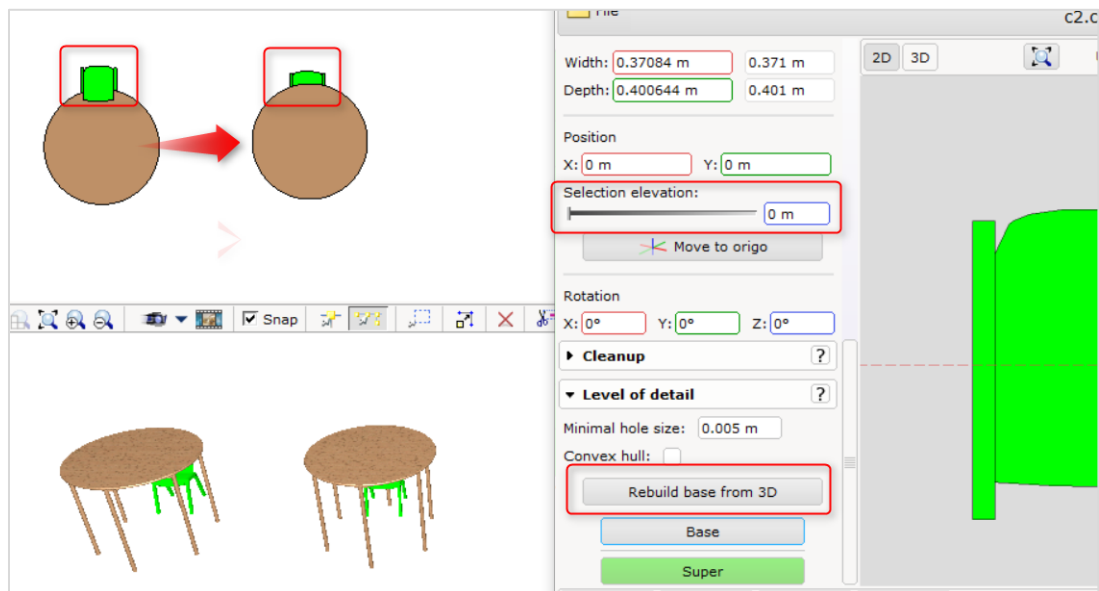 File
c2.c
Width: 0.37084 m 0.371 m
Depth: 0.400644 m 0.401 m
2D 3D
Position
X: 0 m Y: 0 m
Selection elevation:
0 m
Move to origo
Rotation
X: 0° Y: 0° Z: 0°
Snap
Cleanup ?
Level of detail ?
Minimal hole size: 0.005 m
Convex hull:
Rebuild base from 3D
Base
Super